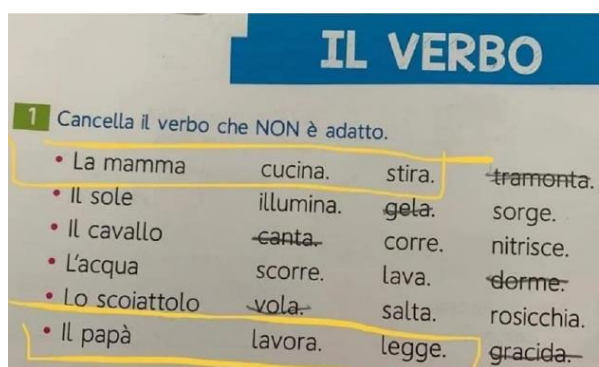 IL VERBO
1 Cancella il verbo che NON è adatto.
• La mamma cucina. stira. tramonta.
• Il sole illumina. gela. sorge.
• Il cavallo canta. corre. nitrisce.
• L'acqua scorre. lava. dorme.
• Lo scoiattolo vola. salta. rosicchia.
• Il papà lavora. legge. gracida.